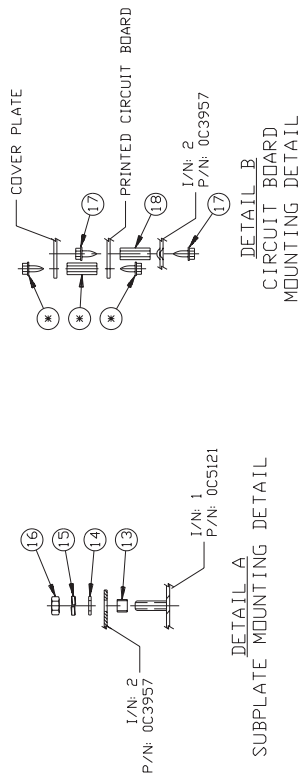 16
15
14
13
I/N: 2
P/N: 0C3957
I/N: 1
P/N: 0C5121
DETAIL A
SUBPLATE MOUNTING DETAIL
COVER PLATE
*
*
*
17
PRINTED CIRCUIT BOARD
18
I/N: 2
P/N: 0C3957
17
DETAIL B
CIRCUIT BOARD
MOUNTING DETAIL